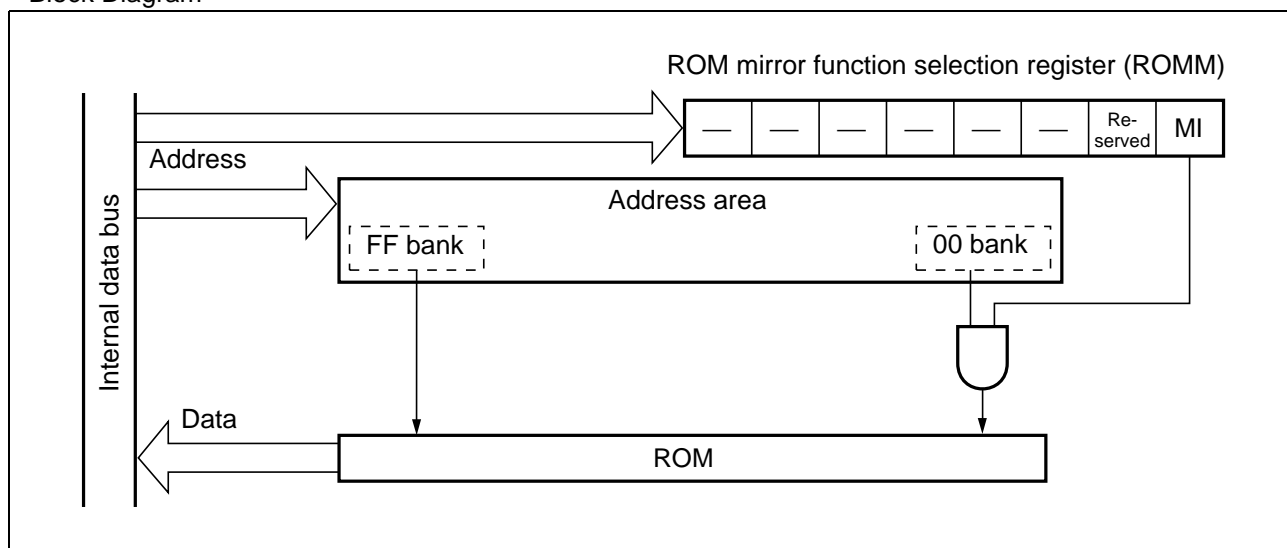 Block Diagram
ROM mirror function selection register (ROMM)
— — — — — — Re-
served MI
Address
Address area
FF bank 00 bank
Internal data bus
Data
ROM